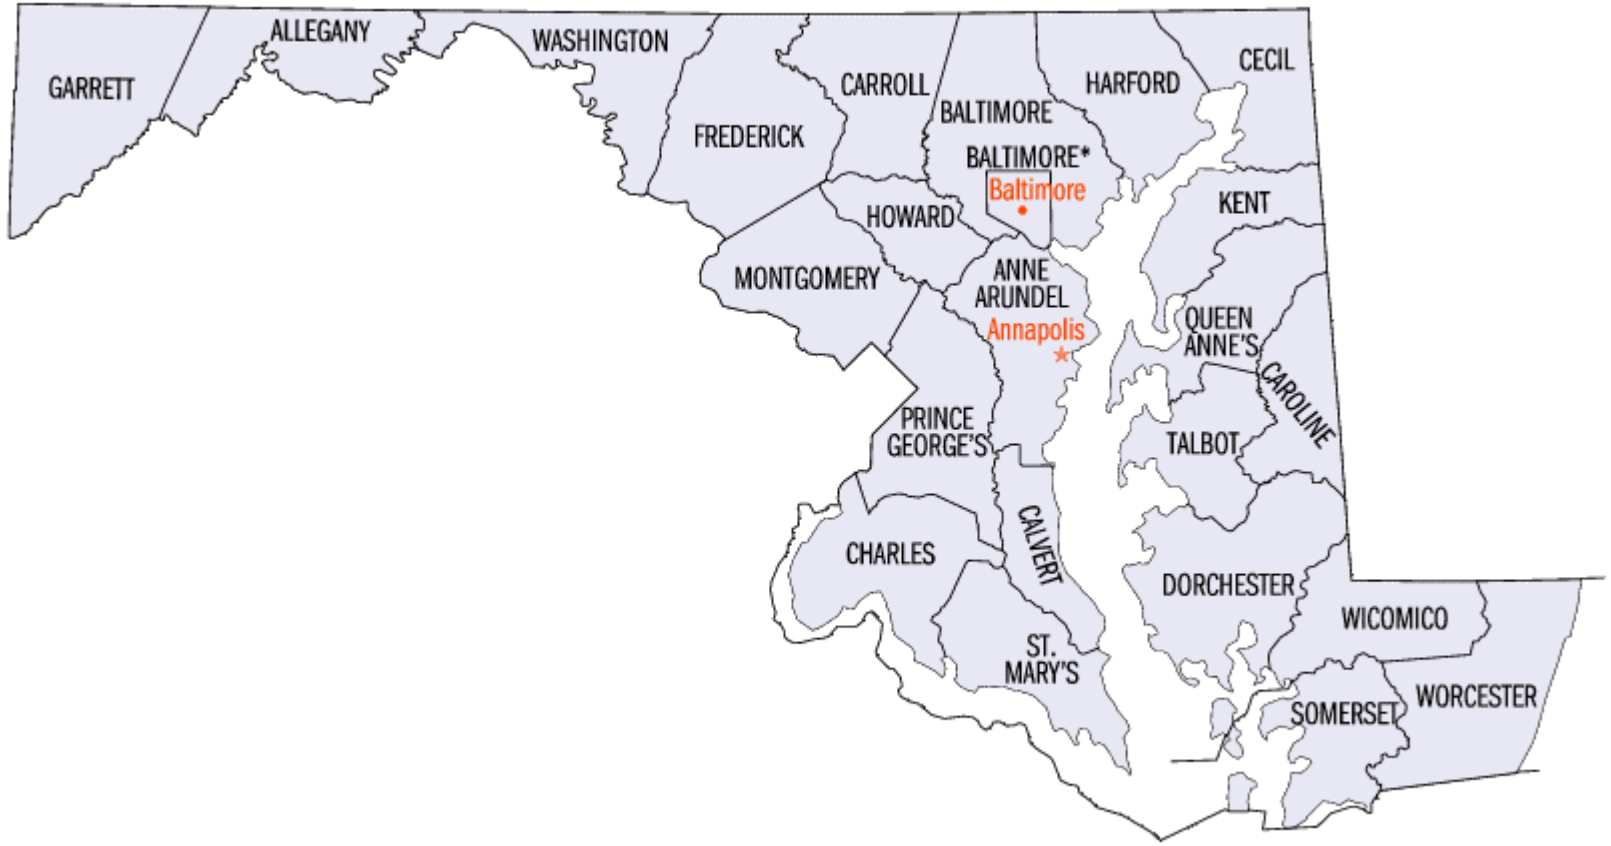 ALLEGANY
WASHINGTON
GARRETT
CARROLL
HARFORD
CECIL
FREDERICK
BALTIMORE
BALTIMORE*
Baltimore
HOWARD
KENT
MONTGOMERY
ANNE
ARUNDEL
Annapolis
QUEEN
ANNE'S
CAROLINE
PRINCE
GEORGE'S
TALBOT
CHARLES
CALVERT
DORCHESTER
WICOMICO
ST.
MARY'S
SOMERSET
WORCESTER